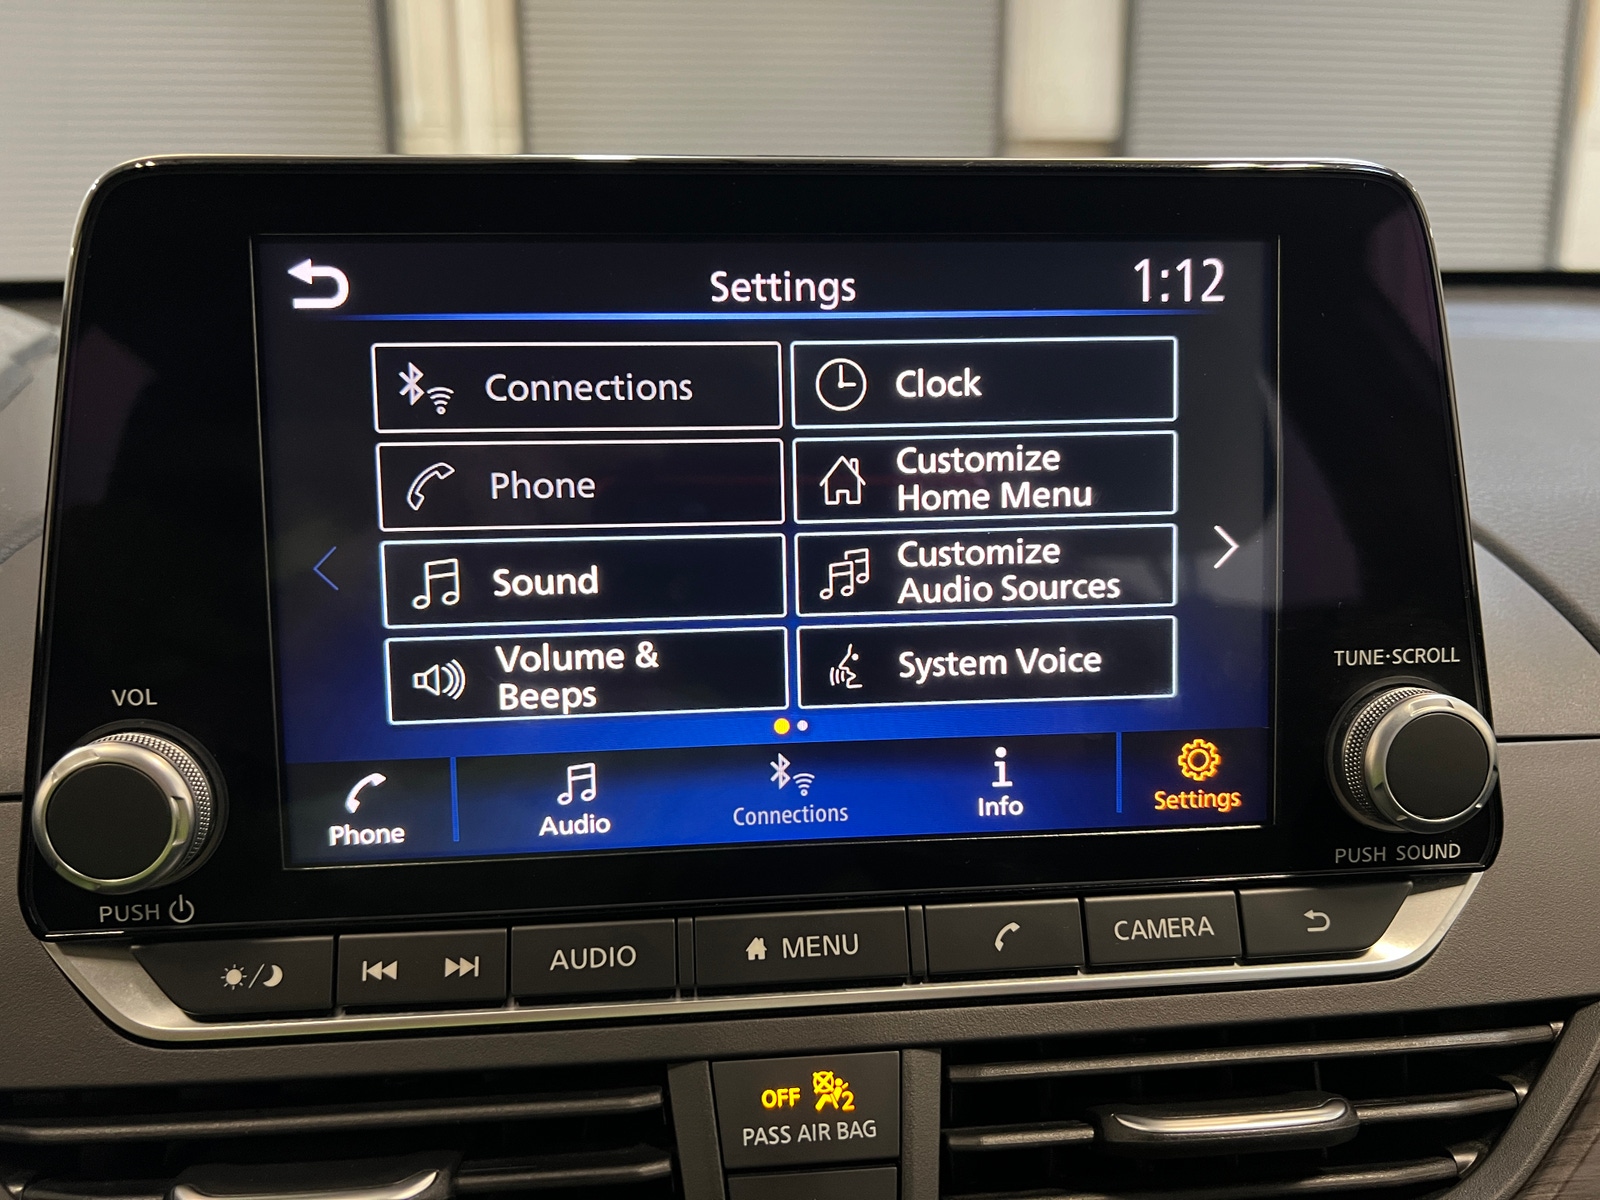 Settings
1:12
Connections
Clock
Phone
Customize
Home Menu
Sound
Customize
Audio Sources
Volume &
Beeps
System Voice
Phone
Audio
Connections
Info
Settings
VOL
PUSH
TUNE·SCROLL
PUSH SOUND
AUDIO
MENU
CAMERA
OFF 2
PASS AIR BAG